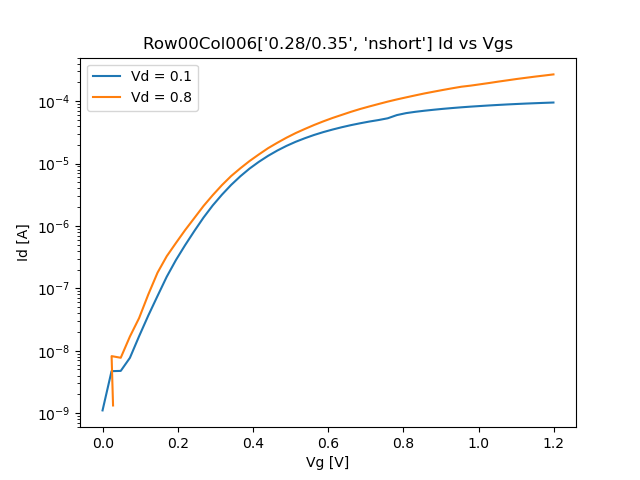 Row00Col006['0.28/0.35', 'nshort'] Id vs Vgs
Vd = 0.1
Vd = 0.8
Id [A]
10⁻⁴
10⁻⁵
10⁻⁶
10⁻⁷
10⁻⁸
10⁻⁹
0.0 0.2 0.4 0.6 0.8 1.0 1.2
Vg [V]